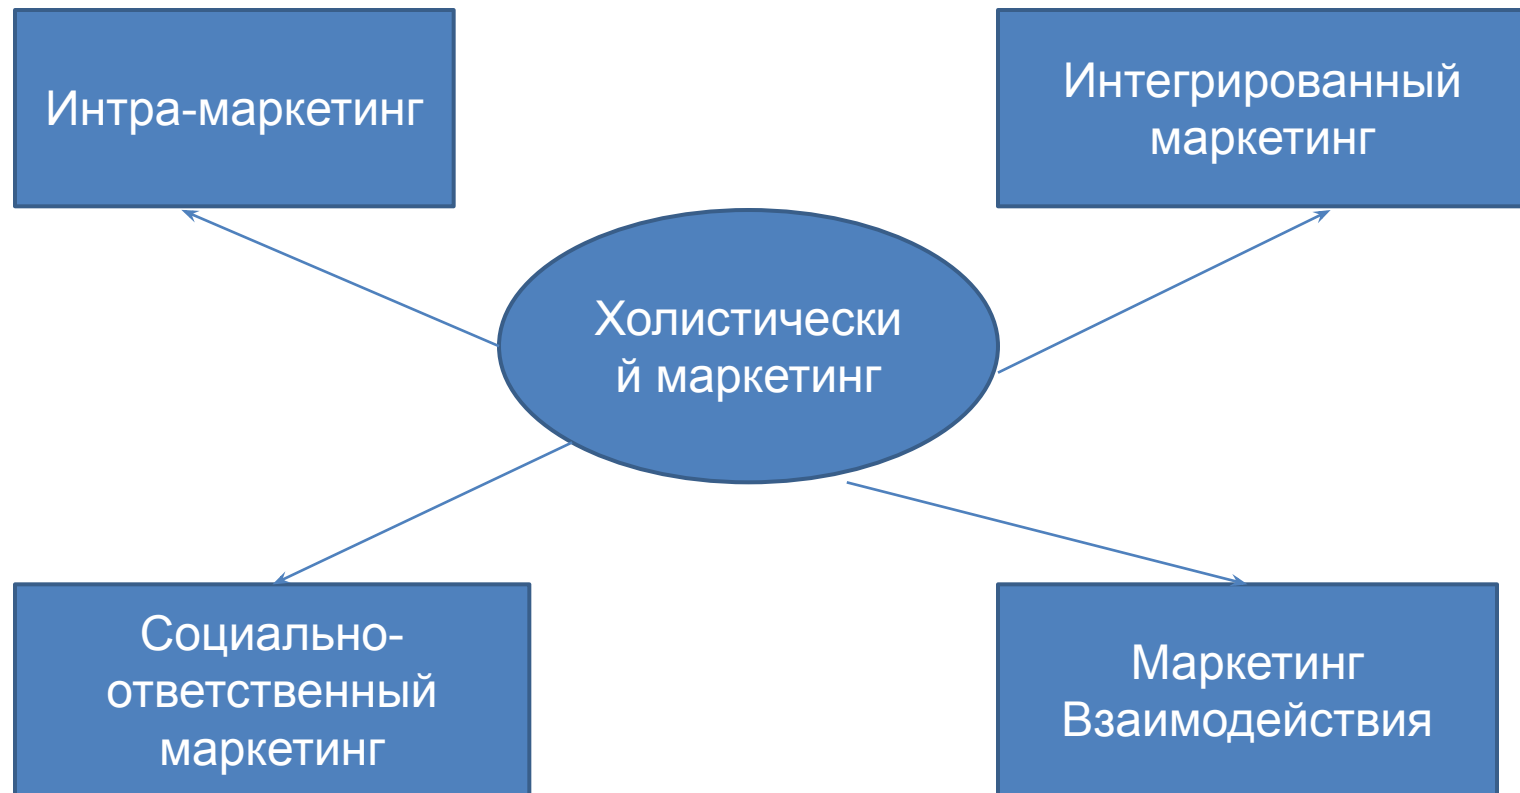 Интра-маркетинг
Интегрированный
маркетинг
Холистически
й маркетинг
Социально-
ответственный
маркетинг
Маркетинг
Взаимодействия